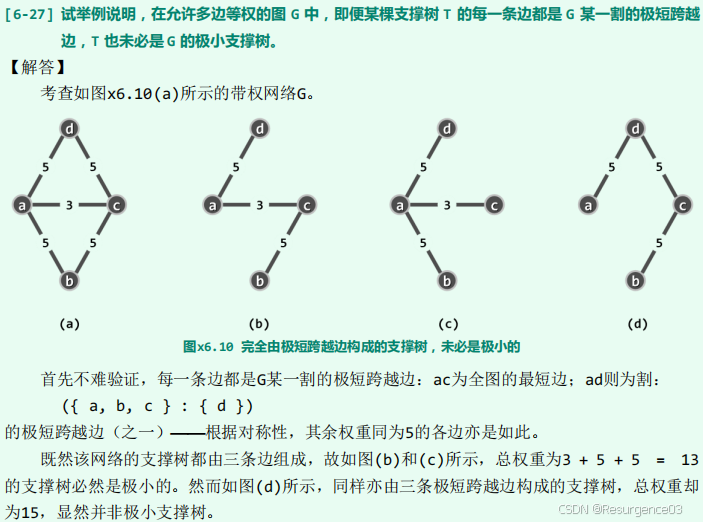 [6-27] 试举例说明，在允许多边等权的图 G 中，即便某棵支撑树 T 的每一条边都是 G 某一割的极短跨越
边，T 也未必是 G 的极小支撑树。
【解答】
考查如图x6.10(a)所示的带权网络G。
d d d d
5 5 5 5 5 5
a 3 c a 3 c a 3 c a c
5 5 5 5 5
b b b b
(a) (b) (c) (d)
图x6.10 完全由极短跨越边构成的支撑树，未必是极小的
首先不难验证，每一条边都是G某一割的极短跨越边：ac为全图的最短边；ad则为割：
({ a, b, c } : { d })
的极短跨越边（之一）——根据对称性，其余权重同为5的各边亦是如此。
既然该网络的支撑树都由三条边组成，故如图(b)和(c)所示，总权重为3 + 5 + 5 = 13
的支撑树必然是极小的。然而如图(d)所示，同样亦由三条极短跨越边构成的支撑树，总权重却
为15，显然并非极小支撑树。
CSDN @Resurgence03